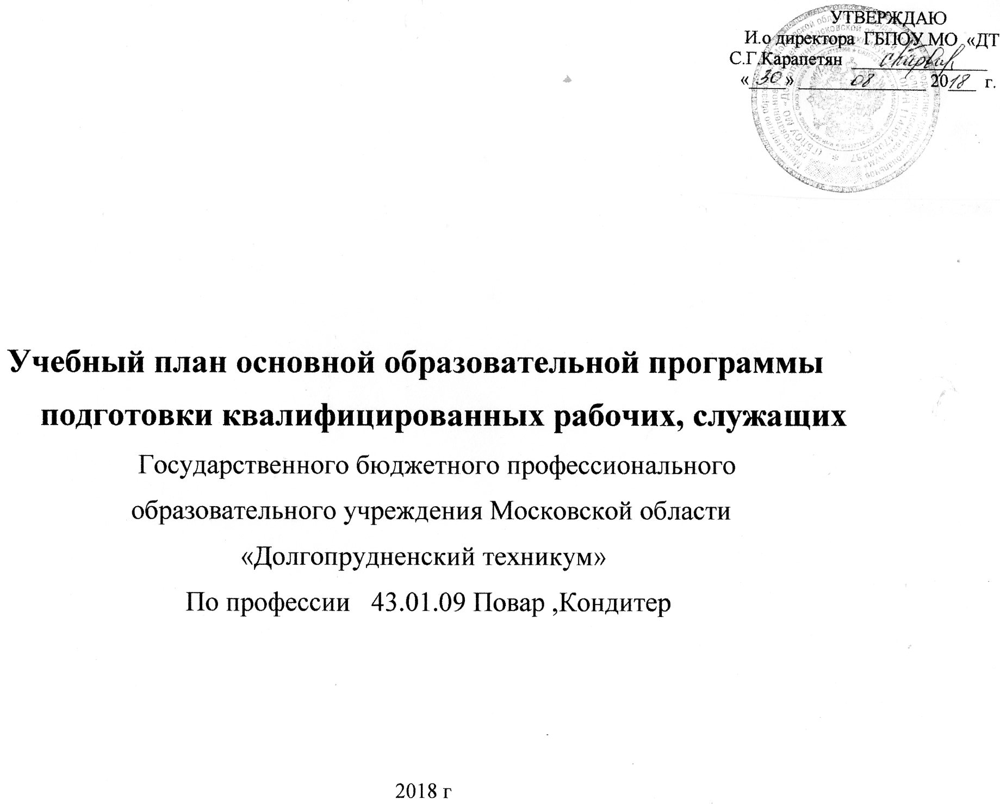 УТВЕРЖДАЮ
И.о директора ГБПОУ МО «ДТ
С.Г.Карапетян
« 30 » 08 2018 г.
Учебный план основной образовательной программы
подготовки квалифицированных рабочих, служащих
Государственного бюджетного профессионального
образовательного учреждения Московской области
«Долгопрудненский техникум»
По профессии 43.01.09 Повар ,Кондитер
2018 г